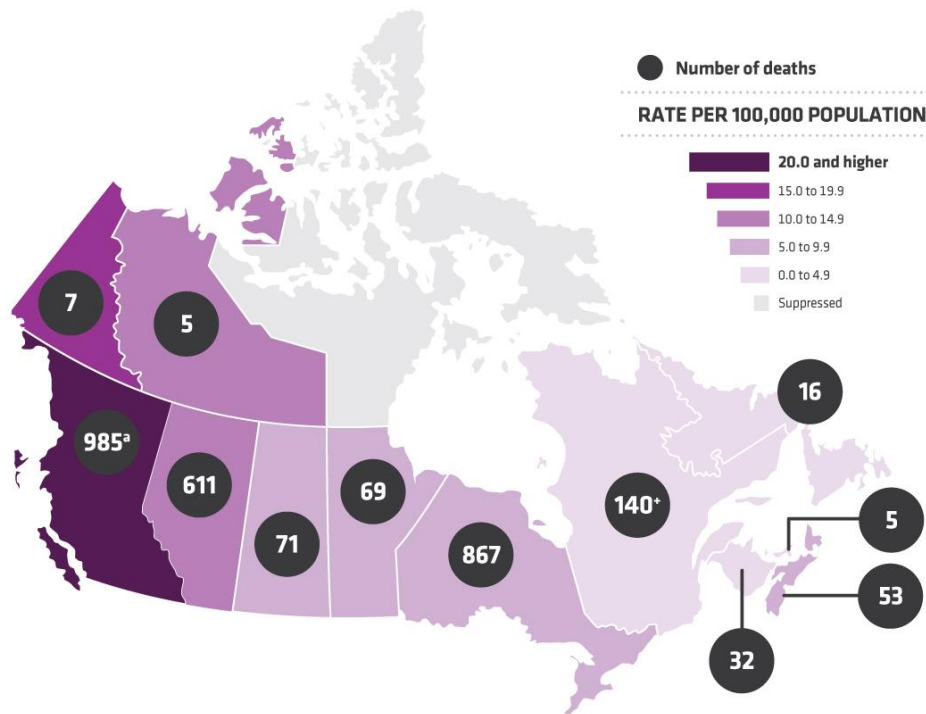 Number of deaths
RATE PER 100,000 POPULATION
20.0 and higher
15.0 to 19.9
10.0 to 14.9
5.0 to 9.9
0.0 to 4.9
Suppressed
7
5
16
985ª
611
69
140⁺
71
867
5
53
32